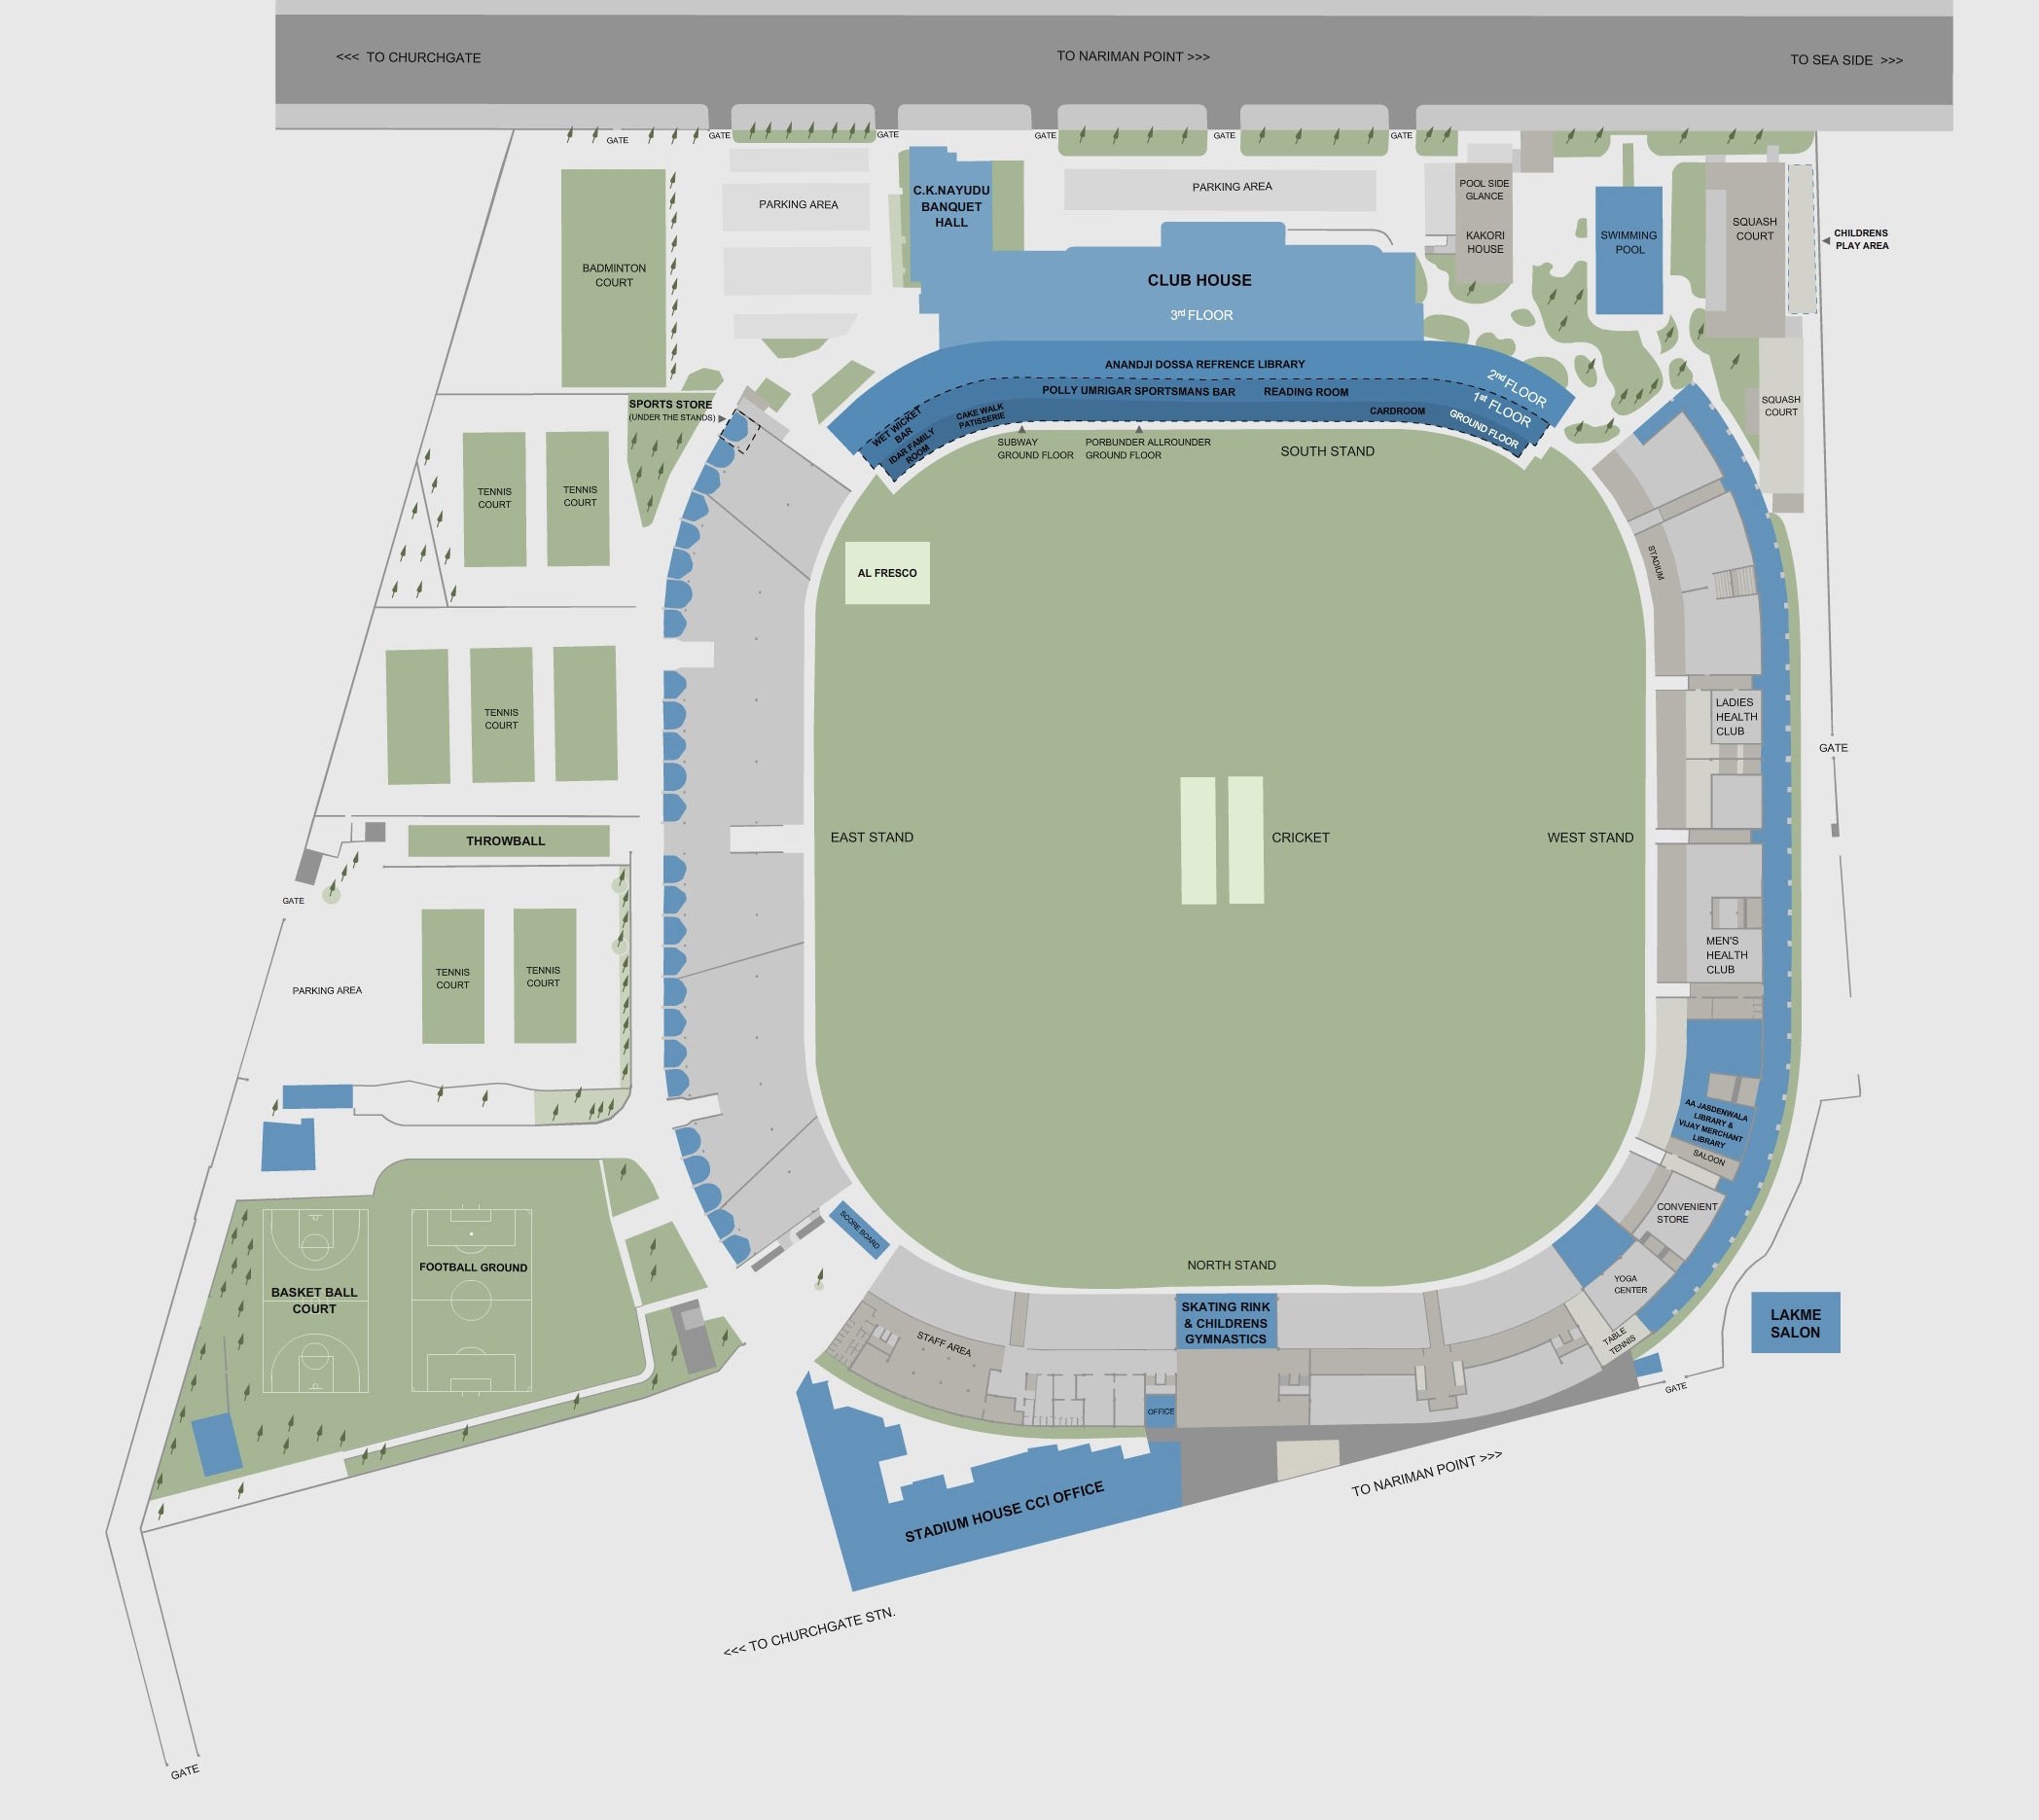 <<< TO CHURCHGATE
TO NARIMAN POINT >>>
TO SEA SIDE >>>
GATE
GATE
GATE
GATE
GATE
GATE
C.K.NAYUDU
BANQUET
HALL
PARKING AREA
PARKING AREA
POOL SIDE
GLANCE
KAKORI
HOUSE
SWIMMING
POOL
SQUASH
COURT
CHILDRENS
PLAY AREA
BADMINTON
COURT
CLUB HOUSE
3rd FLOOR
ANANDJI DOSSA REFRENCE LIBRARY
2nd FLOOR
POLLY UMRIGAR SPORTSMANS BAR
READING ROOM
1st FLOOR
WET WICKET
BAR
CAKE WALK
PATISSERIE
CARDROOM
GROUND FLOOR
IDAR FAMILY
ROOM
SPORTS STORE
(UNDER THE STANDS)
SQUASH
COURT
SUBWAY
GROUND FLOOR
PORBUNDER ALLROUNDER
GROUND FLOOR
SOUTH STAND
TENNIS
COURT
TENNIS
COURT
AL FRESCO
STADIUM
TENNIS
COURT
LADIES
HEALTH
CLUB
GATE
THROWBALL
EAST STAND
CRICKET
WEST STAND
GATE
MEN'S
HEALTH
CLUB
PARKING AREA
TENNIS
COURT
TENNIS
COURT
AA JASDENWALA
LIBRARY &
VIJAY MERCHANT
LIBRARY
SALOON
CONVENIENT
STORE
SCORE BOARD
NORTH STAND
FOOTBALL GROUND
BASKET BALL
COURT
YOGA
CENTER
SKATING RINK
& CHILDRENS
GYMNASTICS
LAKME
SALON
STAFF AREA
TABLE
TENNIS
GATE
OFFICE
TO NARIMAN POINT >>>
STADIUM HOUSE CCI OFFICE
<<< TO CHURCHGATE STN.
GATE